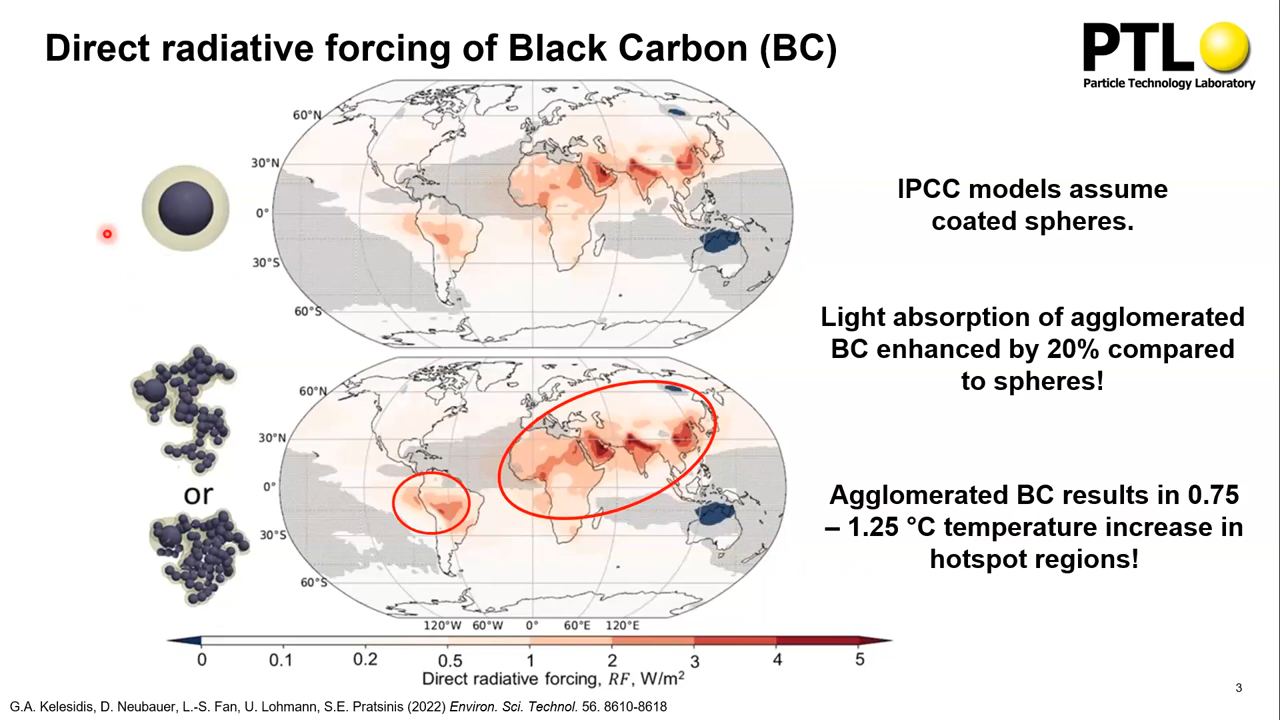 Direct radiative forcing of Black Carbon (BC)
PTL
Particle Technology Laboratory
60°N
30°N
0°
30°S
60°S
IPCC models assume
coated spheres.
Light absorption of agglomerated
BC enhanced by 20% compared
to spheres!
or
60°N
30°N
0°
30°S
60°S
120°W 60°W 0° 60°E 120°E
Agglomerated BC results in 0.75
– 1.25 °C temperature increase in
hotspot regions!
0 0.1 0.2 0.5 1 2 3 4 5
Direct radiative forcing, RF, W/m²
3
G.A. Kelesidis, D. Neubauer, L.-S. Fan, U. Lohmann, S.E. Pratsinis (2022) Environ. Sci. Technol. 56. 8610-8618